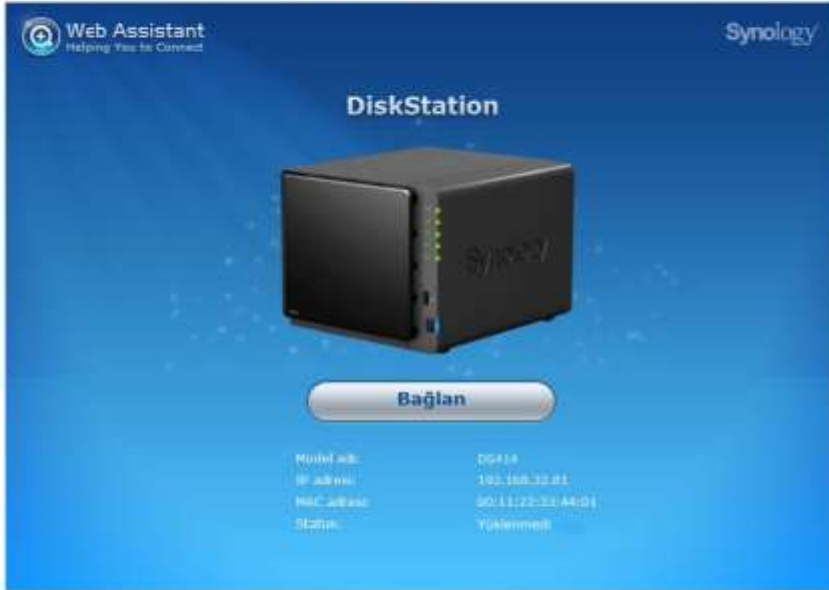 Web Assistant
Helping You to Connect
Synology
DiskStation
Synology
Bağlan
Model adı: DS414
IP adresi: 192.168.32.81
MAC adresi: 00:11:22:33:44:01
Status: Yüklenmedi